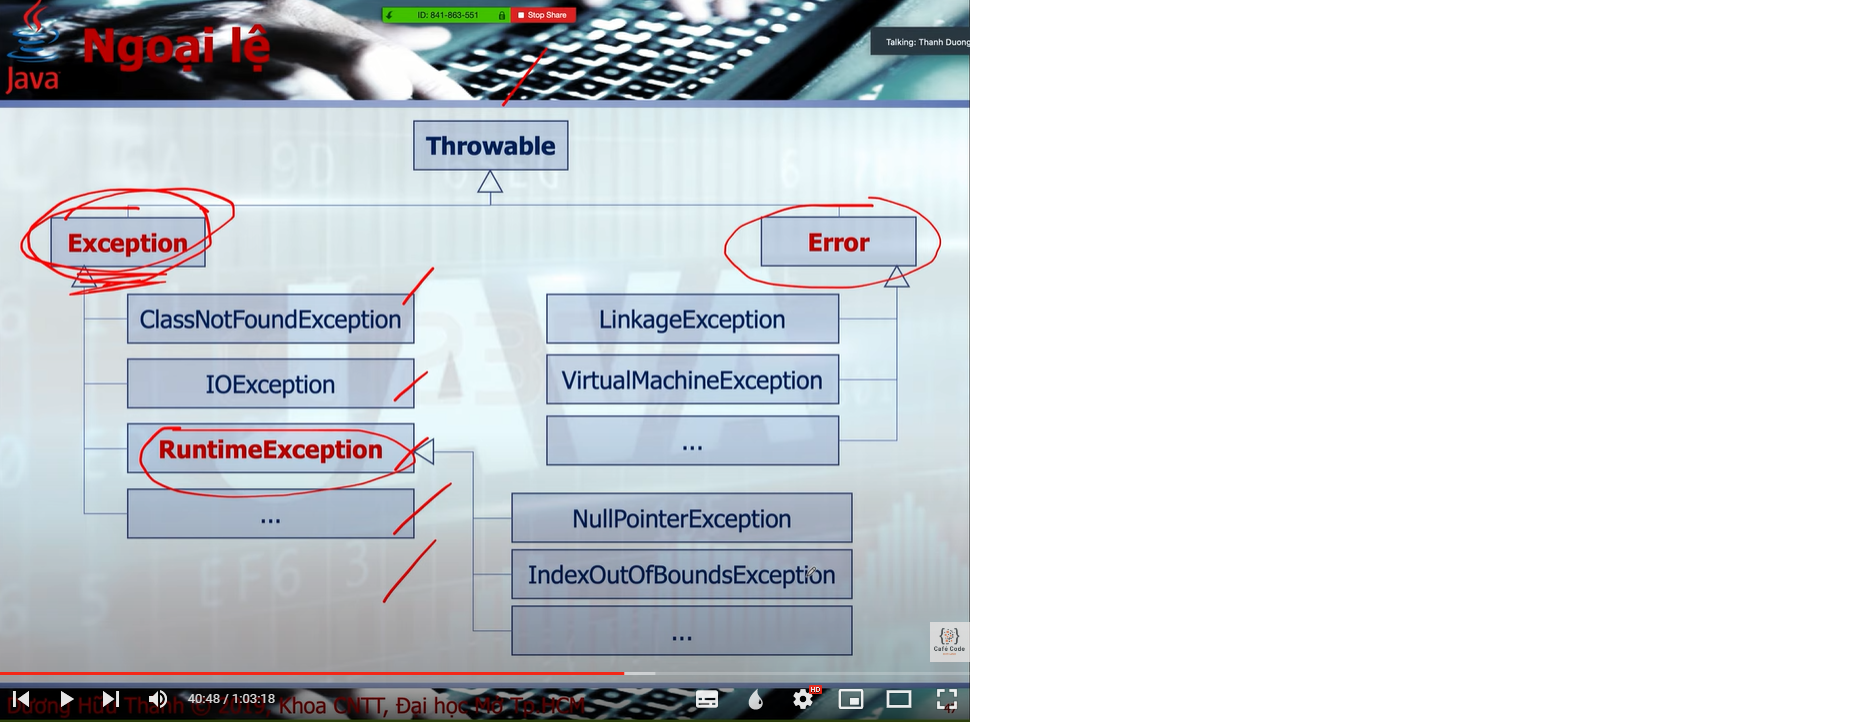 ID: 841-863-551 Stop Share
Java
Ngoại lệ
Talking: Thanh Duong
Throwable
Exception
Error
ClassNotFoundException
IOException
RuntimeException
...
LinkageException
VirtualMachineException
...
NullPointerException
IndexOutOfBoundsException
...
{}
Café Code
40:48 / 1:03:18
HD
Dương Hữu Thành © 2019, Khoa CNTT, Đại học Mở Tp.HCM